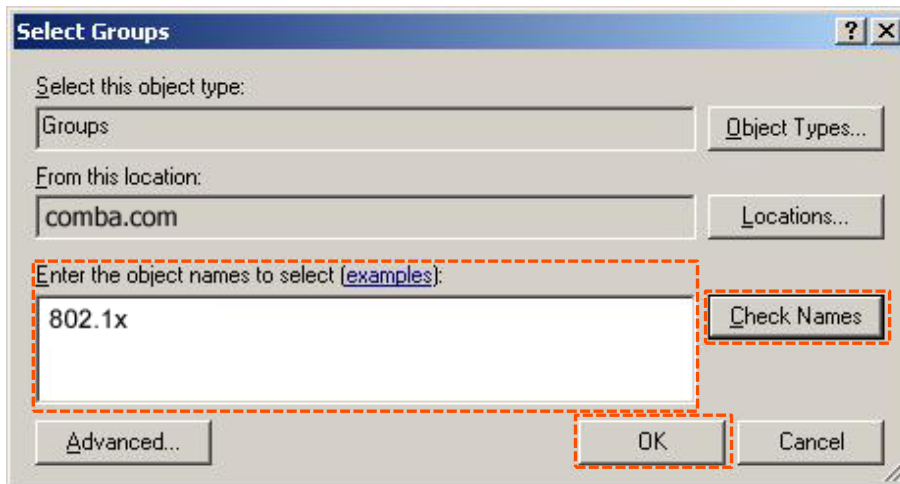 Select Groups
Select this object type:
Groups
Object Types...
From this location:
comba.com
Locations...
Enter the object names to select (examples):
802.1x
Check Names
Advanced...
OK
Cancel